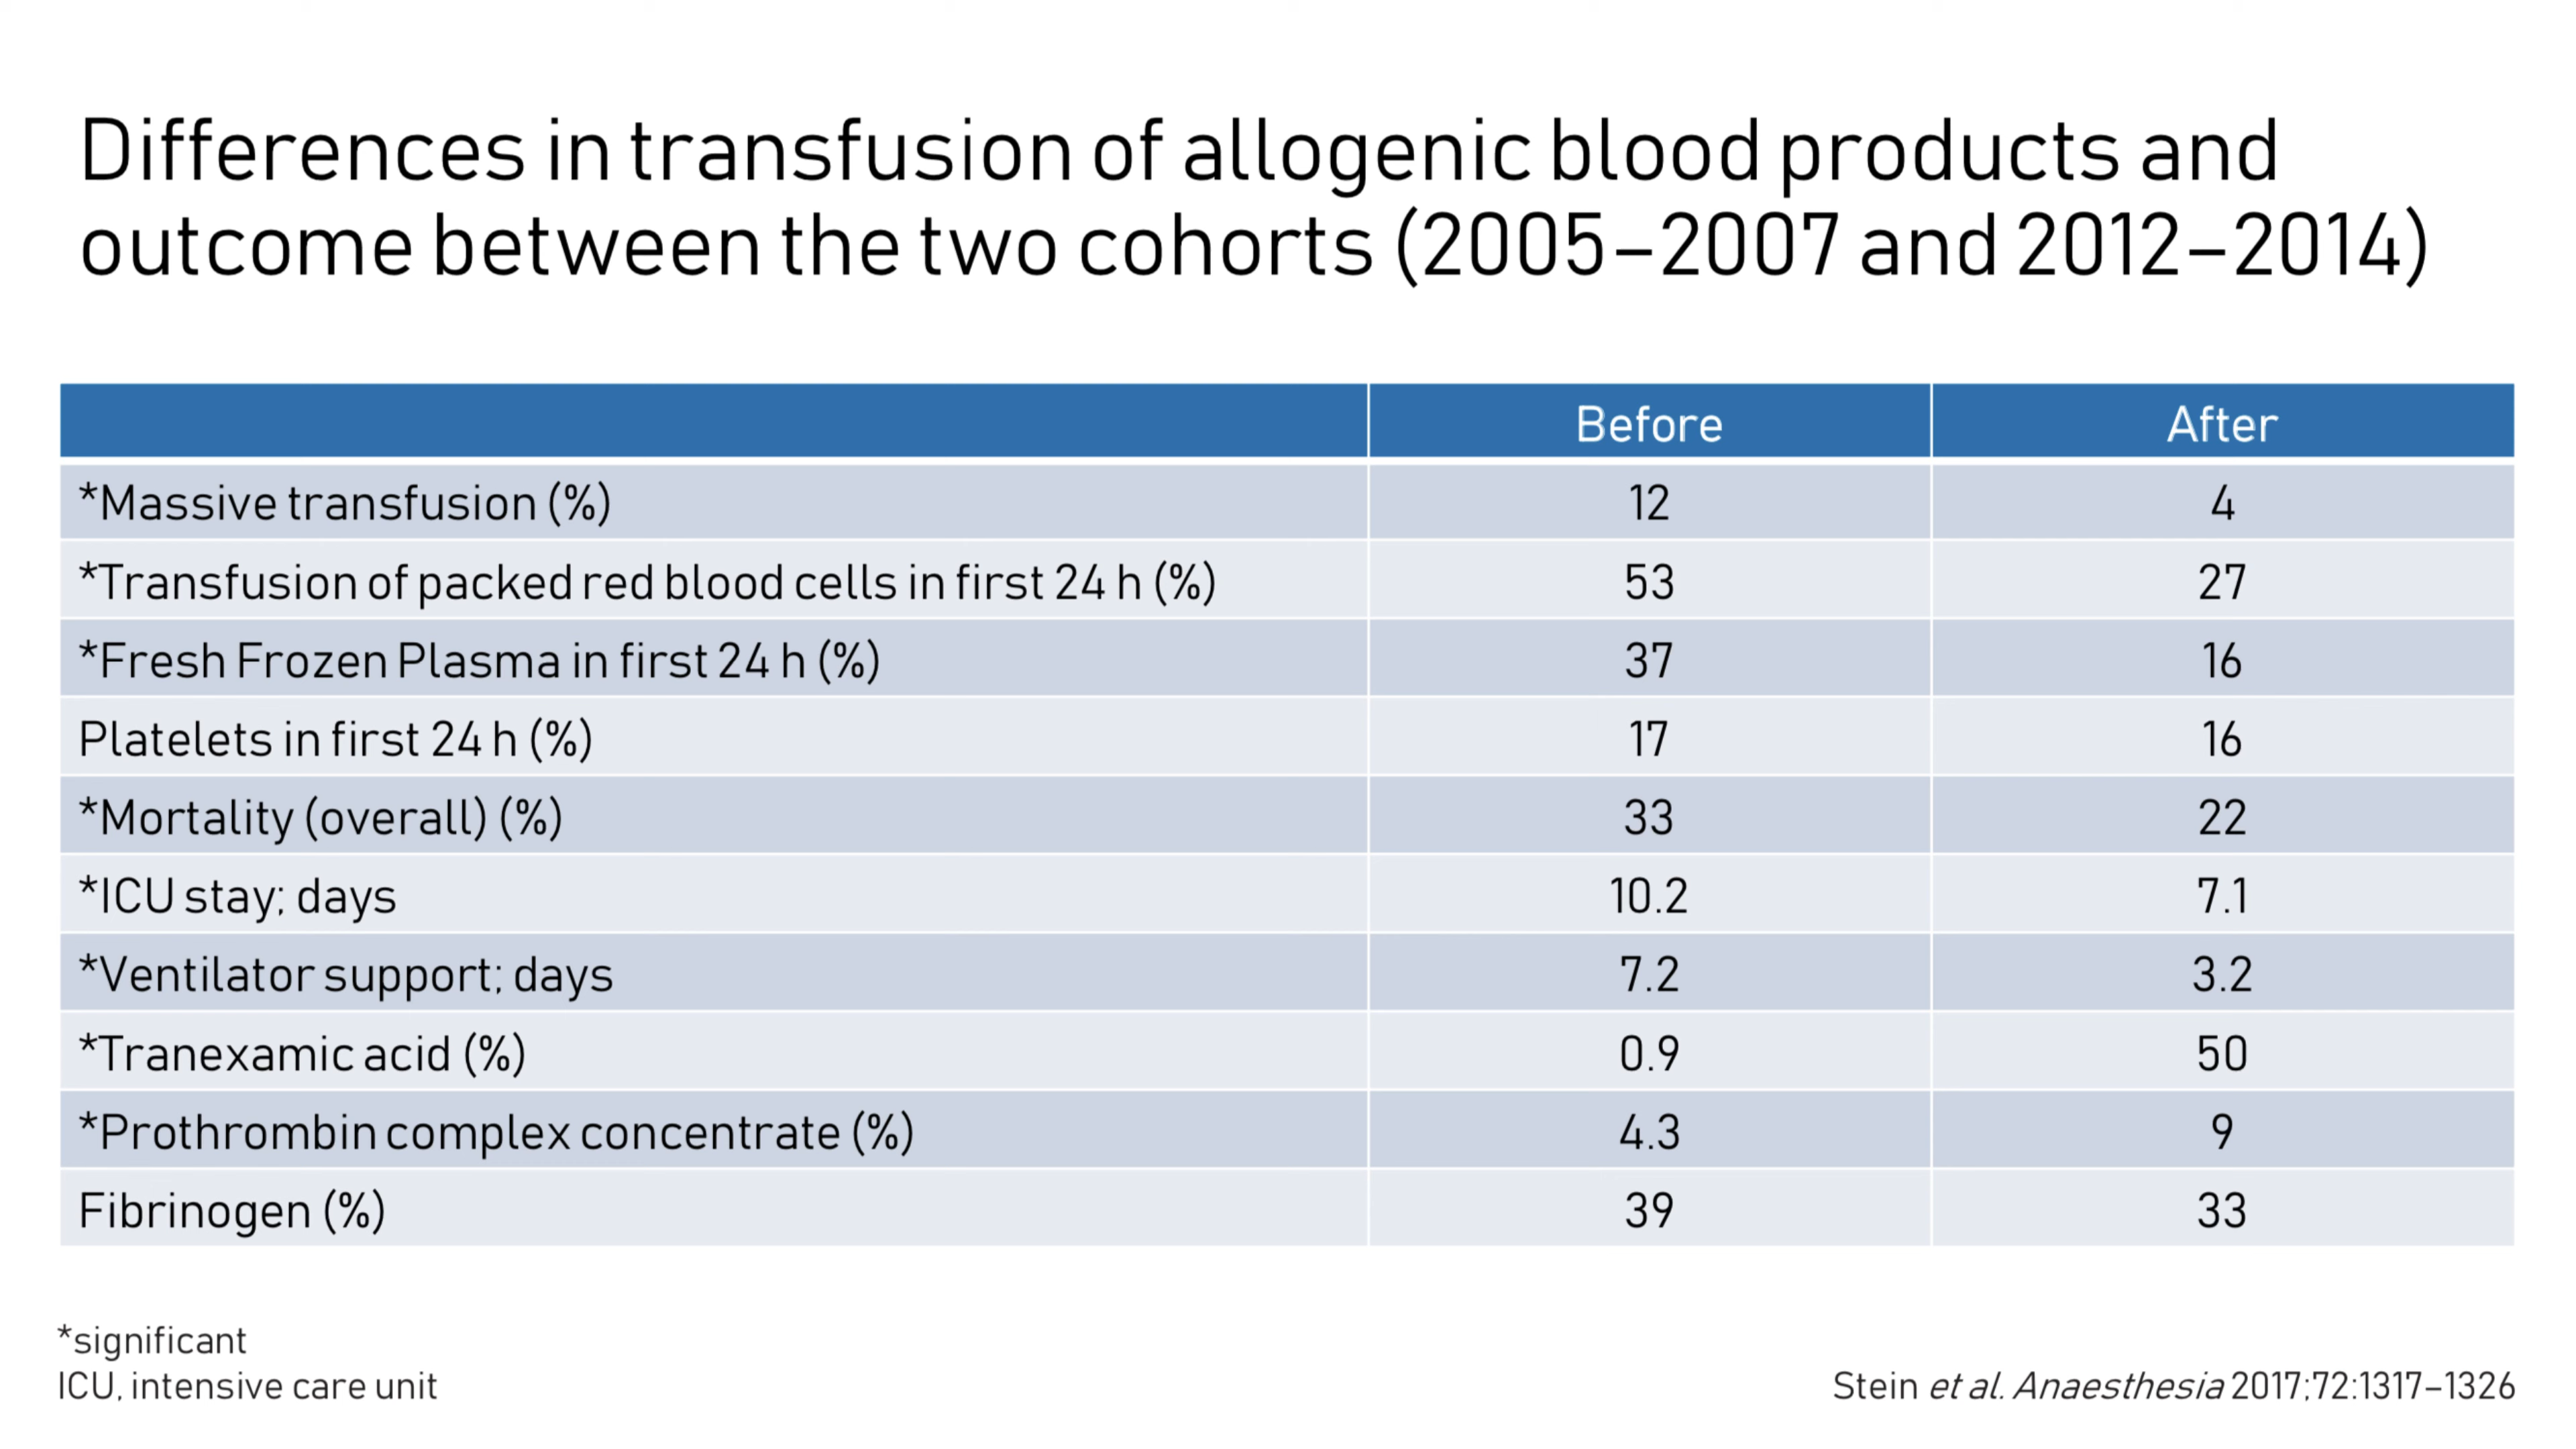 Differences in transfusion of allogenic blood products and
outcome between the two cohorts (2005–2007 and 2012–2014)
Before After
*Massive transfusion (%) 12 4
*Transfusion of packed red blood cells in first 24 h (%) 53 27
*Fresh Frozen Plasma in first 24 h (%) 37 16
Platelets in first 24 h (%) 17 16
*Mortality (overall) (%) 33 22
*ICU stay; days 10.2 7.1
*Ventilator support; days 7.2 3.2
*Tranexamic acid (%) 0.9 50
*Prothrombin complex concentrate (%) 4.3 9
Fibrinogen (%) 39 33
*significant
ICU, intensive care unit
Stein et al. Anaesthesia 2017;72:1317–1326